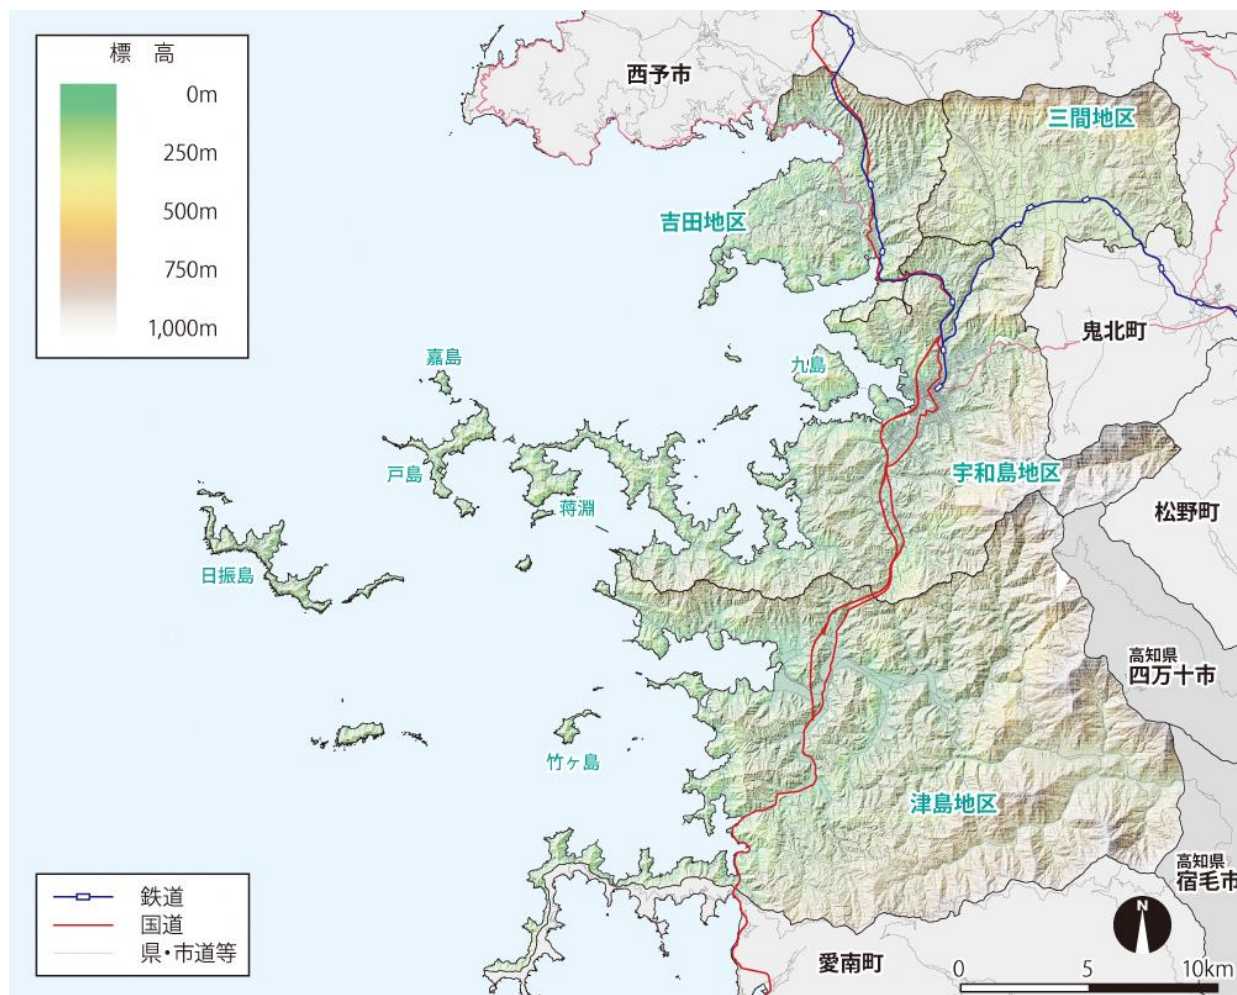 標 高
0m
250m
500m
750m
1,000m
西予市
三間地区
吉田地区
鬼北町
嘉島
九島
戸島
蒋淵
宇和島地区
松野町
日振島
高知県
四万十市
竹ヶ島
津島地区
高知県
宿毛市
愛南町
鉄道
国道
県・市道等
N
0 5 10km